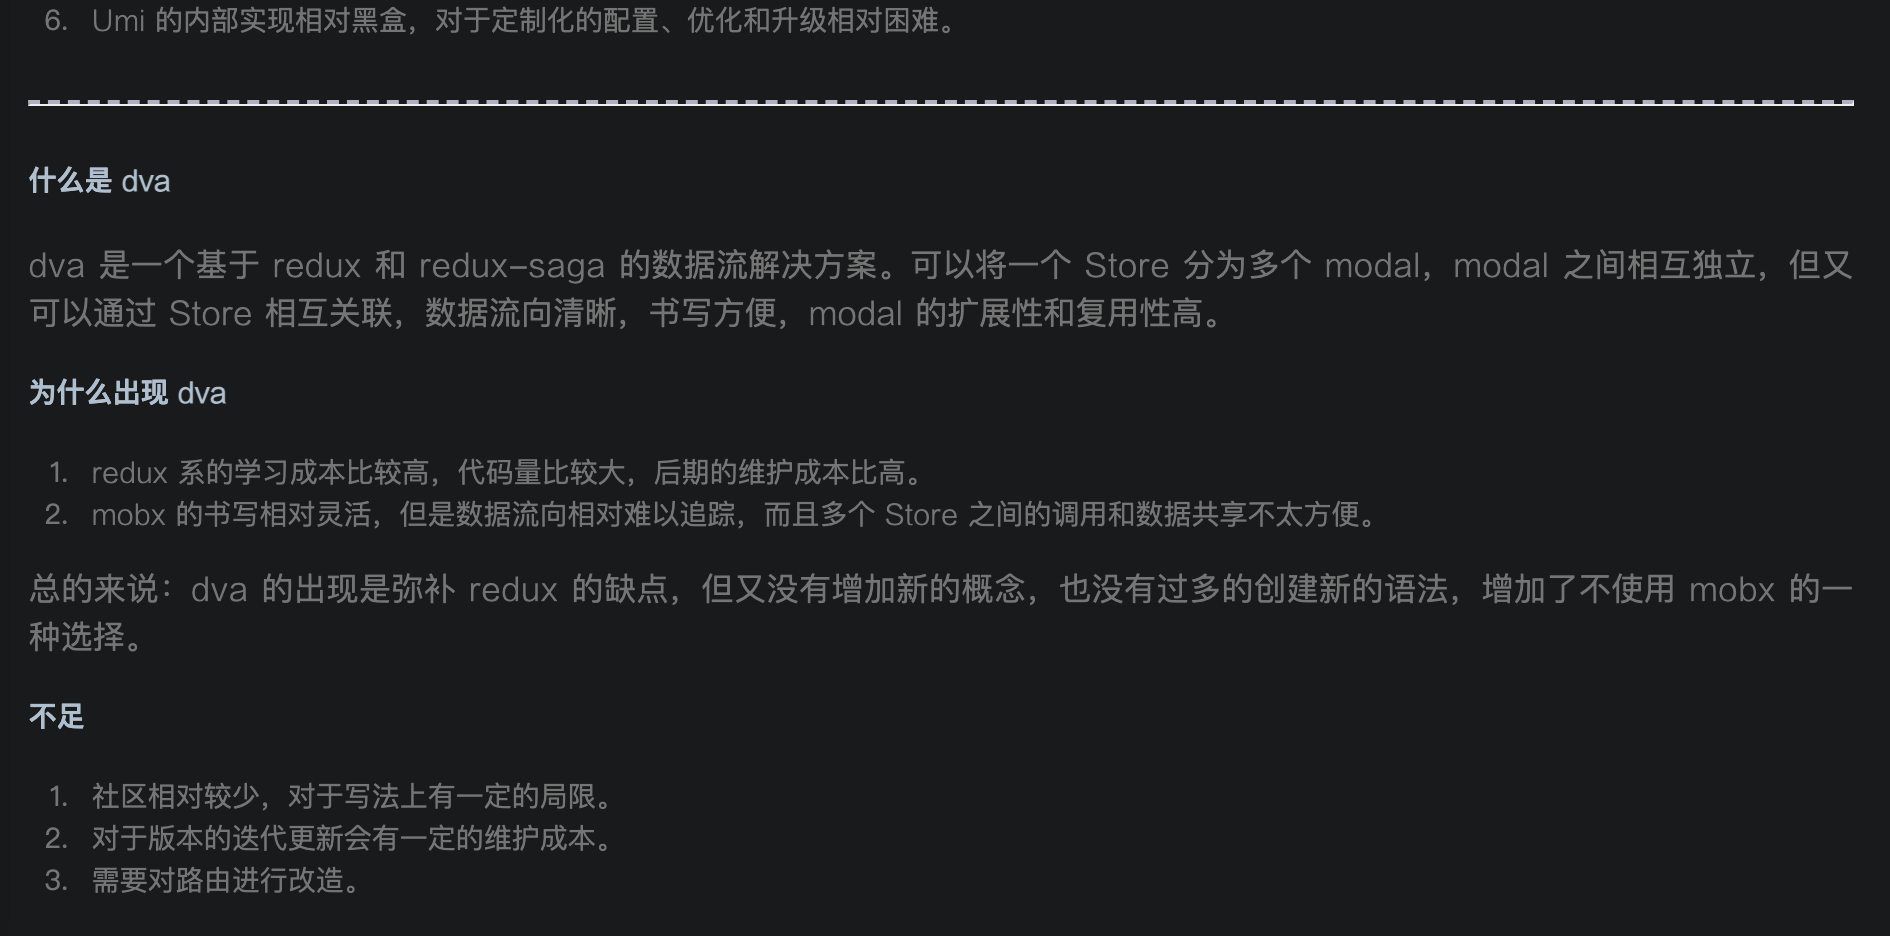 6. Umi 的内部实现相对黑盒，对于定制化的配置、优化和升级相对困难。
什么是 dva
dva 是一个基于 redux 和 redux-saga 的数据流解决方案。可以将一个 Store 分为多个 modal，modal 之间相互独立，但又
可以通过 Store 相互关联，数据流向清晰，书写方便，modal 的扩展性和复用性高。
为什么出现 dva
1. redux 系的学习成本比较高，代码量比较大，后期的维护成本比高。
2. mobx 的书写相对灵活，但是数据流向相对难以追踪，而且多个 Store 之间的调用和数据共享不太方便。
总的来说：dva 的出现是弥补 redux 的缺点，但又没有增加新的概念，也没有过多的创建新的语法，增加了不使用 mobx 的一
种选择。
不足
1. 社区相对较少，对于写法上有一定的局限。
2. 对于版本的迭代更新会有一定的维护成本。
3. 需要对路由进行改造。